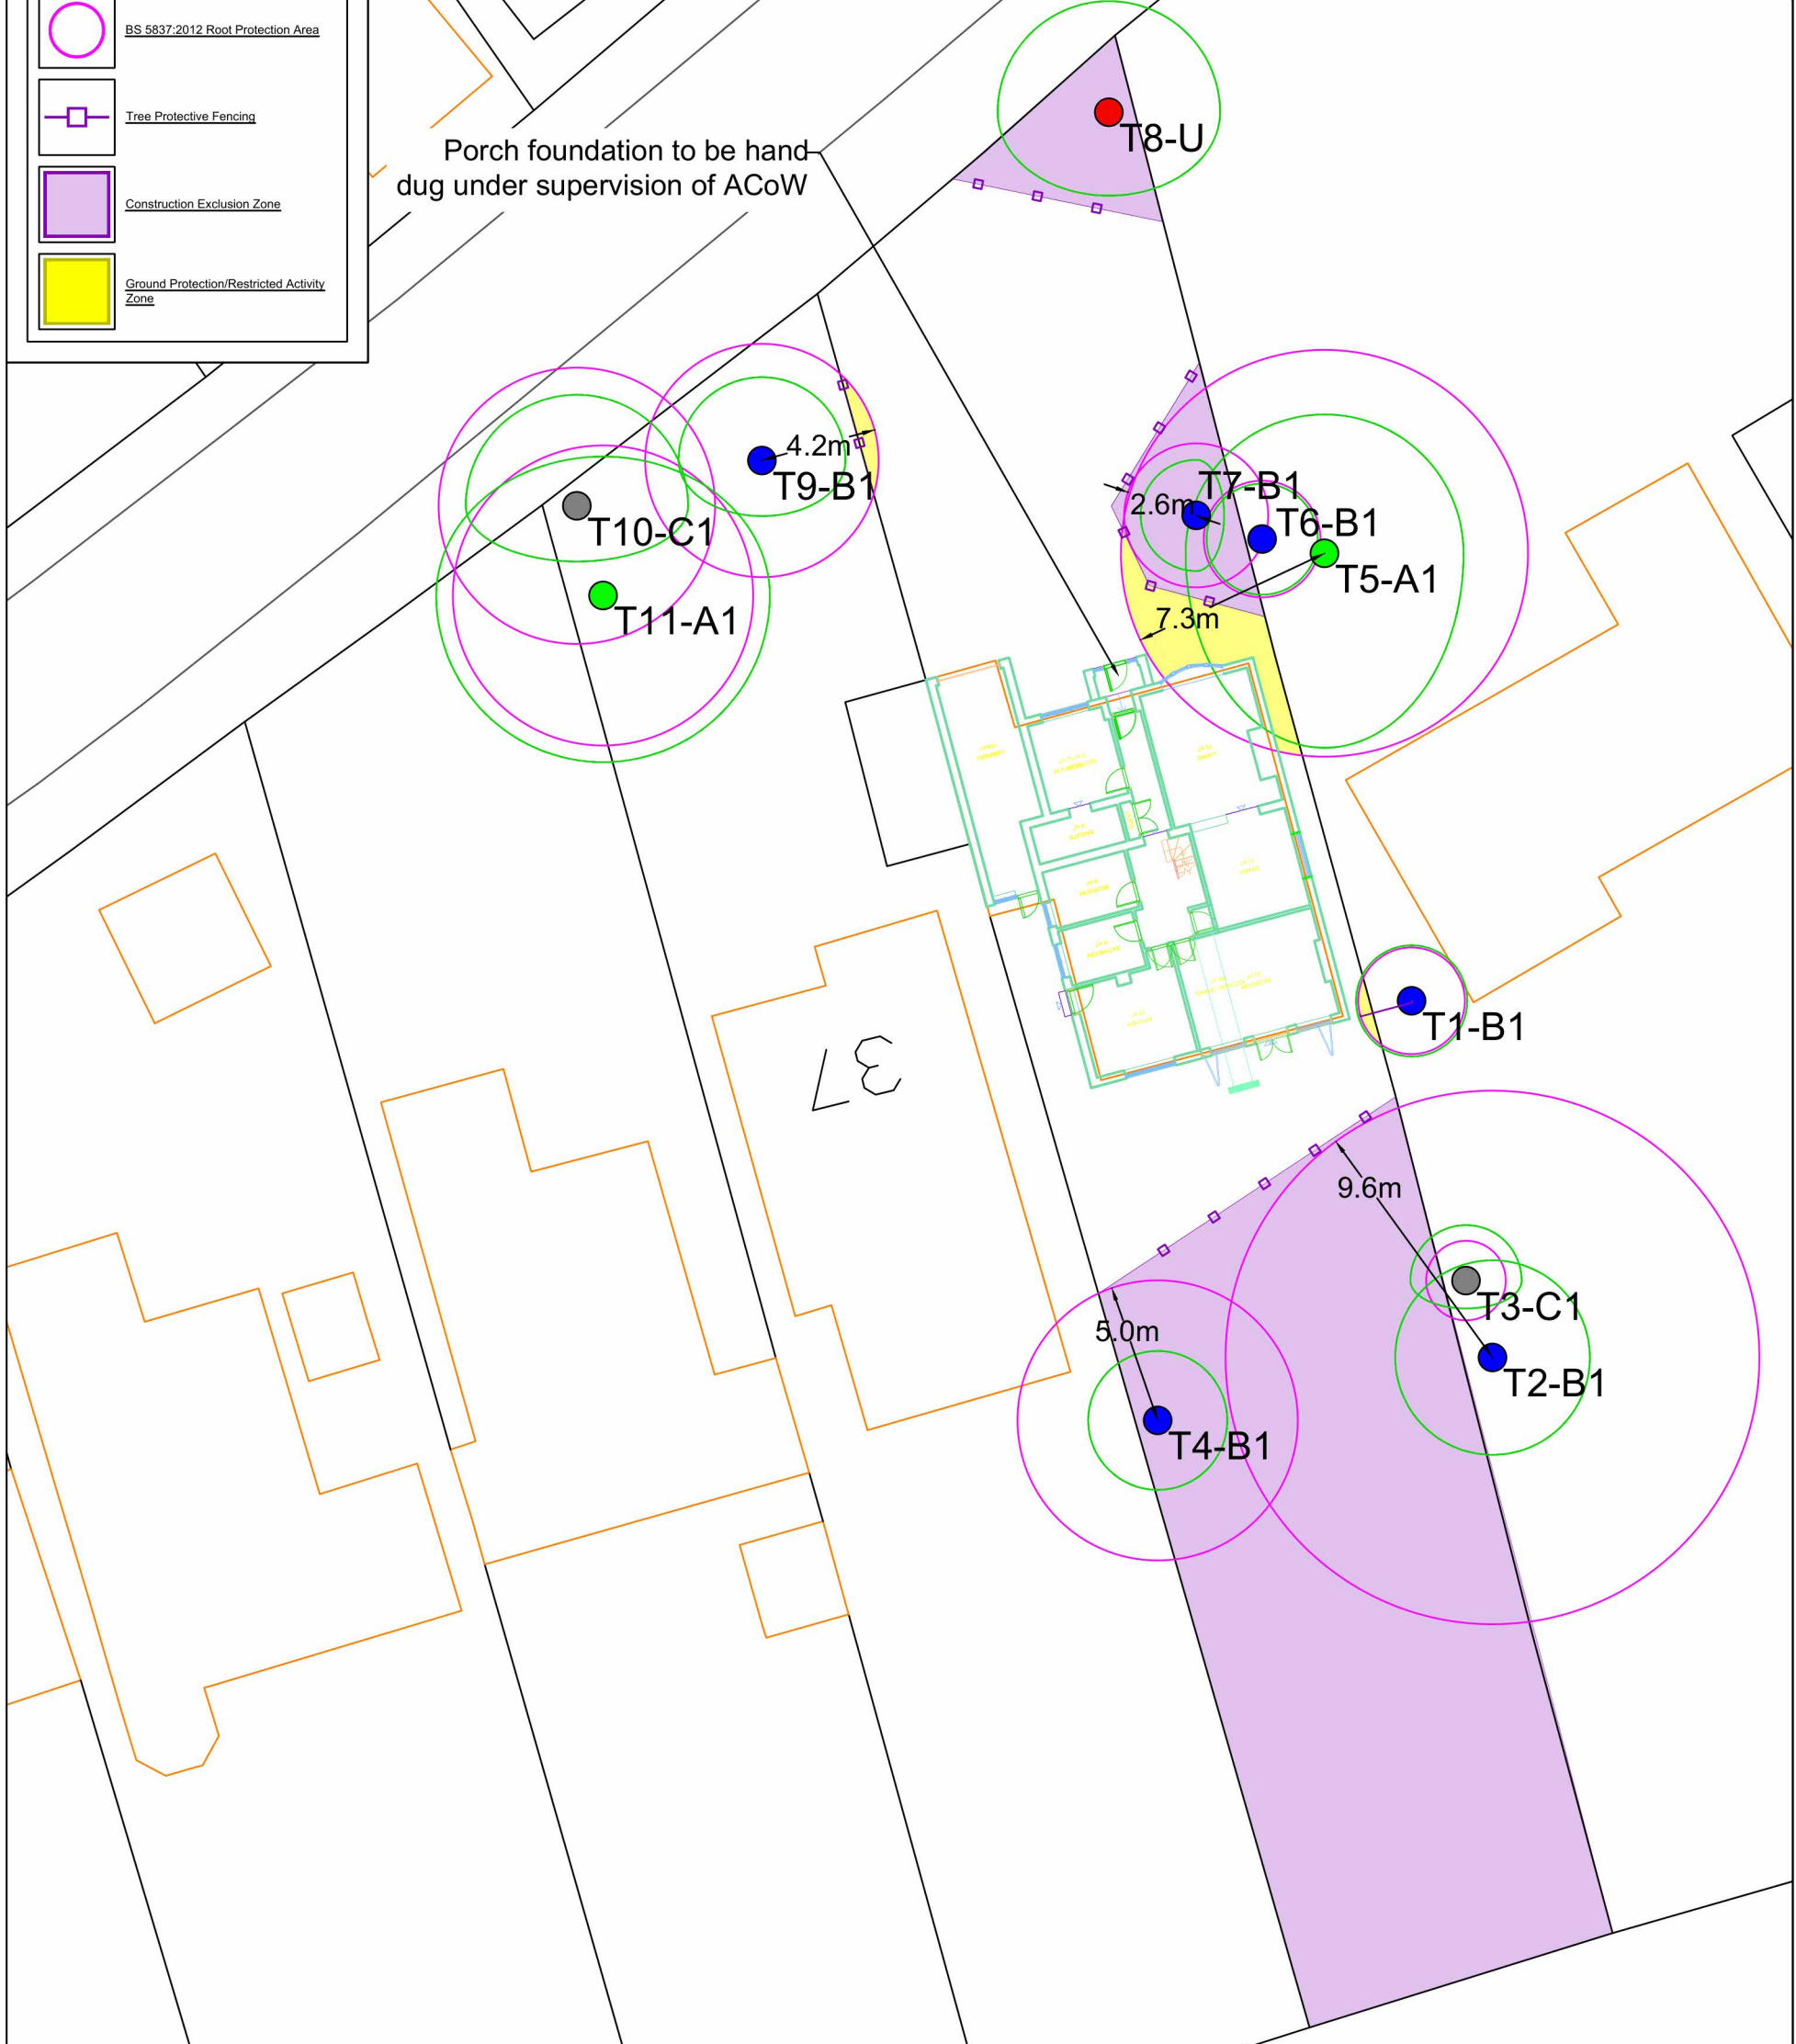 BS 5837:2012 Root Protection Area
Tree Protective Fencing
Construction Exclusion Zone
Ground Protection/Restricted Activity
Zone
Porch foundation to be hand
dug under supervision of ACoW
T8-U
4.2m
T9-B1
T10-C1
T11-A1
T7-B1
2.6m
T6-B1
T5-A1
7.3m
T1-B1
37
9.6m
T3-C1
5.0m
T2-B1
T4-B1